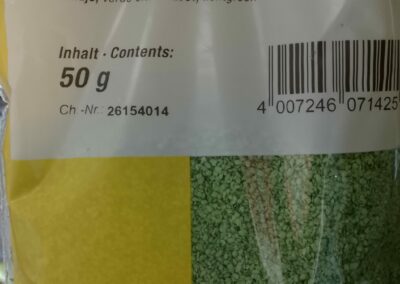 Inhalt · Contents:
50 g
Ch.-Nr.: 26154014
4 007246 071425